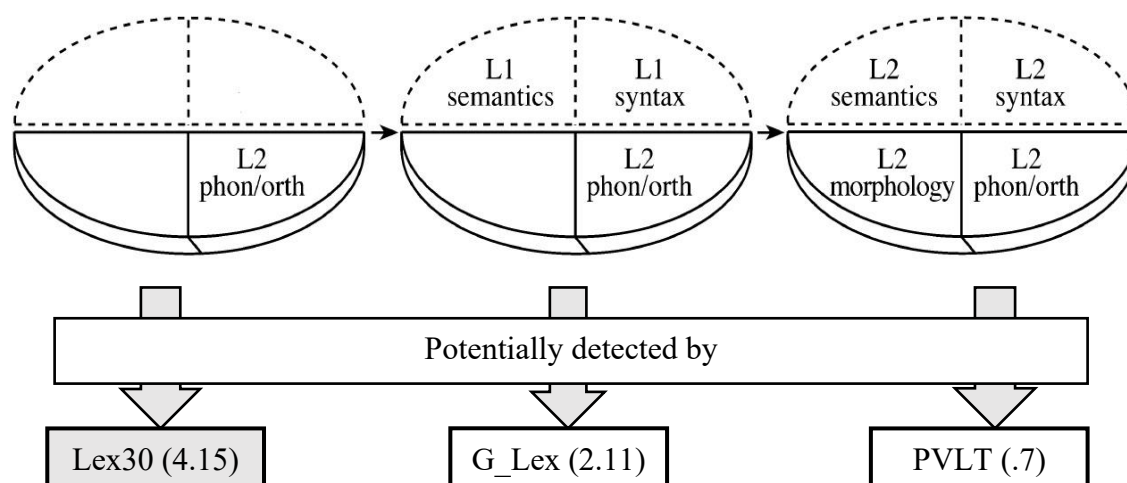 L2
phon/orth
L1
semantics
L1
syntax
L2
phon/orth
L2
semantics
L2
syntax
L2
morphology
L2
phon/orth
Potentially detected by
Lex30 (4.15)
G_Lex (2.11)
PVLT (.7)